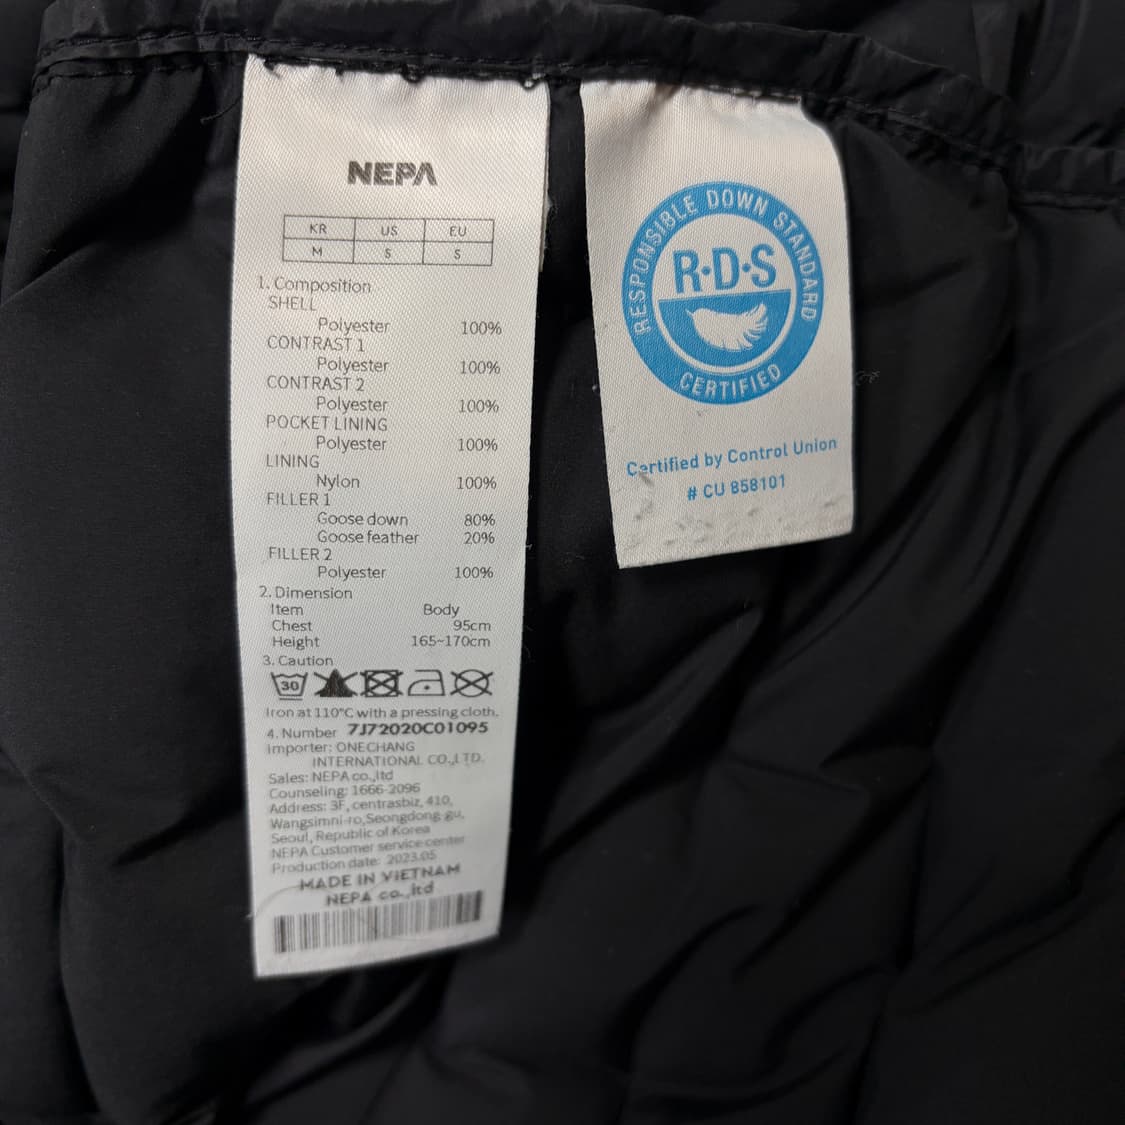 NEPA
KR US EU
M S S
1. Composition
SHELL
Polyester 100%
CONTRAST 1
Polyester 100%
CONTRAST 2
Polyester 100%
POCKET LINING
Polyester 100%
LINING
Nylon 100%
FILLER 1
Goose down 80%
Goose feather 20%
FILLER 2
Polyester 100%
2. Dimension
Item Body
Chest 95cm
Height 165~170cm
3. Caution
30
Iron at 110°C with a pressing cloth.
4. Number 7J72020C01095
Importer: ONECHANG
INTERNATIONAL CO.,LTD.
Sales: NEPA co.,ltd
Counseling: 1666-2096
Address: 3F, centrasbiz, 410,
Wangsimni-ro,Seongdong gu,
Seoul, Republic of Korea
NEPA Customer service center
Production date: 2023.05
MADE IN VIETNAM
NEPA co.,ltd
RESPONSIBLE DOWN STANDARD
R·D·S
CERTIFIED
Certified by Control Union
# CU 858101